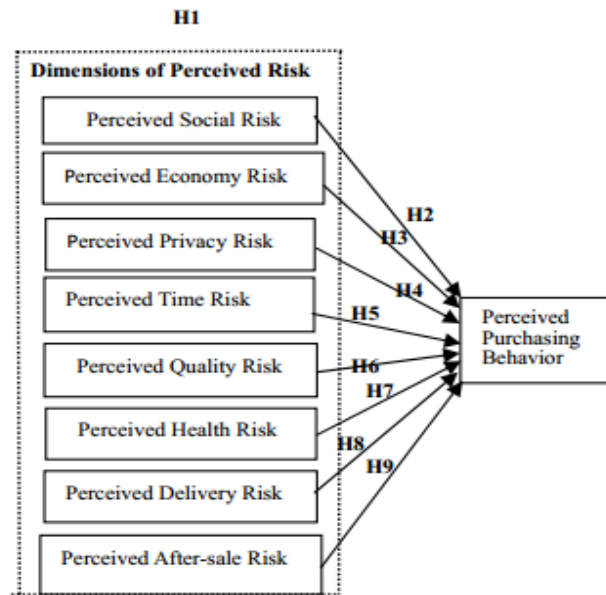 H1
Dimensions of Perceived Risk
Perceived Social Risk
Perceived Economy Risk
Perceived Privacy Risk
Perceived Time Risk
Perceived Quality Risk
Perceived Health Risk
Perceived Delivery Risk
Perceived After-sale Risk
H2
H3
H4
H5
H6
H7
H8
H9
Perceived
Purchasing
Behavior